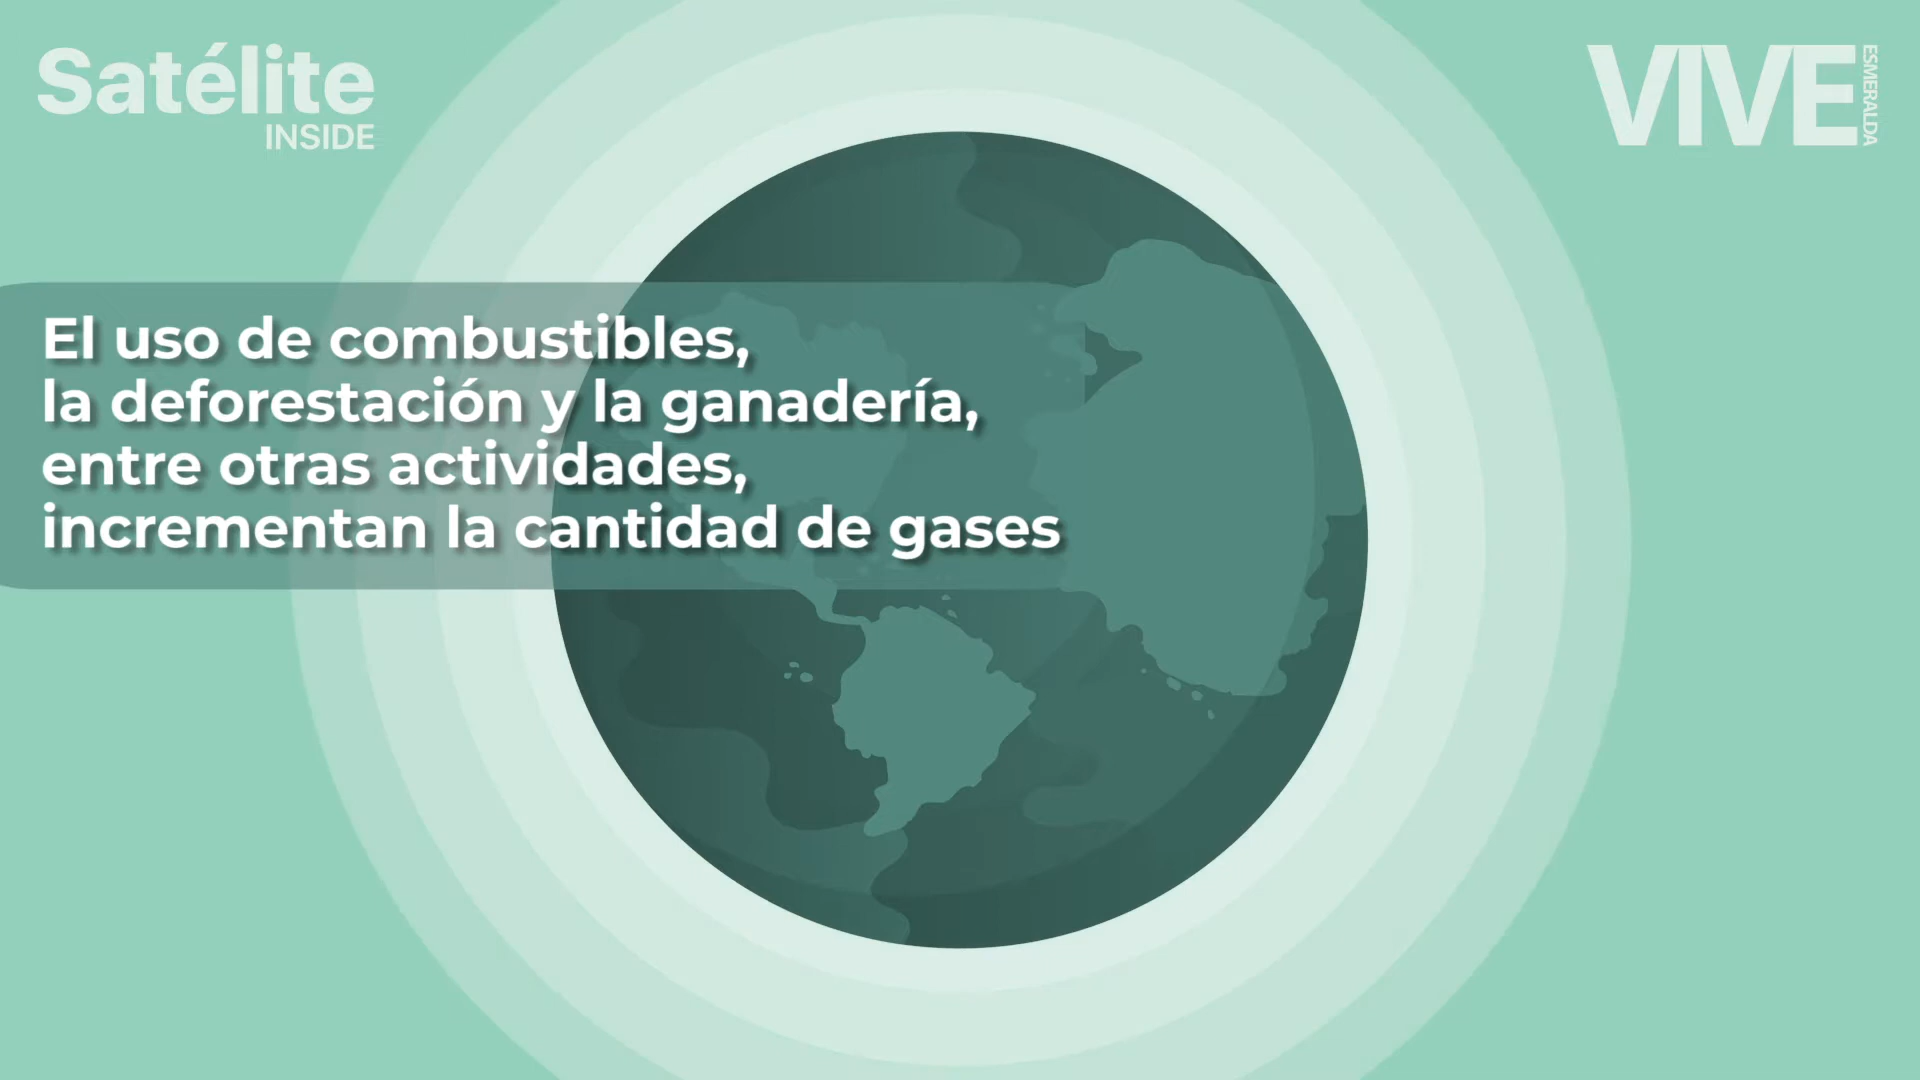 Satélite
INSIDE
VIVE
ESMERALDA
El uso de combustibles,
la deforestación y la ganadería,
entre otras actividades,
incrementan la cantidad de gases